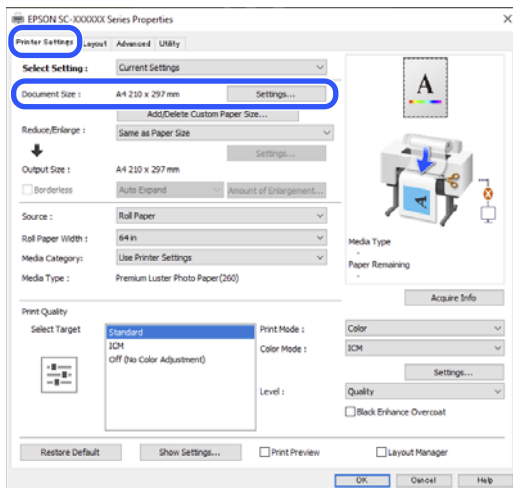 EPSON SC-XXXXXX Series Properties
Printer Settings Layout Advanced Utility
Select Setting : Current Settings
Document Size : A4 210 x 297 mm Settings...
Add/Delete Custom Paper Size...
Reduce/Enlarge : Same as Paper Size
Settings...
Output Size : A4 210 x 297 mm
Borderless Auto Expand Amount of Enlargement...
Source : Roll Paper
Roll Paper Width : 64 in
Media Category: Use Printer Settings
Media Type : Premium Luster Photo Paper(260)
A
Media Type
-
Paper Remaining
-
Acquire Info
Print Quality
Select Target
Standard
ICM
Off (No Color Adjustment)
Print Mode : Color
Color Mode : ICM
Settings...
Level : Quality
Black Enhance Overcoat
Restore Default Show Settings... Print Preview Layout Manager
OK Cancel Help